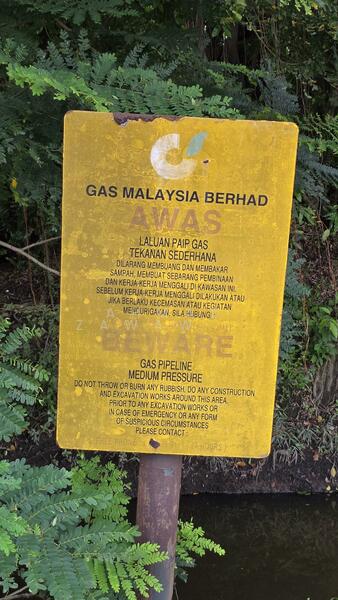 GAS MALAYSIA BERHAD
AWAS
LALUAN PAIP GAS
TEKANAN SEDERHANA
DILARANG MEMBUANG DAN MEMBAKAR
SAMPAH, MEMBUAT SEBARANG PEMBINAAN
DAN KERJA-KERJA MENGGALI DI KAWASAN INI.
SEBELUM KERJA-KERJA MENGGALI DILAKUKAN ATAU
JIKA BERLAKU KECEMASAN ATAU KEGIATAN
MENCURIGAKAN, SILA HUBUNGI :
BEWARE
GAS PIPELINE
MEDIUM PRESSURE
DO NOT THROW OR BURN ANY RUBBISH, DO ANY CONSTRUCTION
AND EXCAVATION WORKS AROUND THIS AREA.
PRIOR TO ANY EXCAVATION WORKS OR
IN CASE OF EMERGENCY OR ANY FORM
OF SUSPICIOUS CIRCUMSTANCES
PLEASE CONTACT :